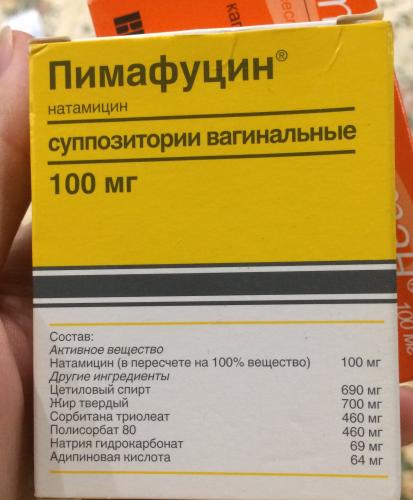 Пимафуцин®
натамицин
суппозитории вагинальные
100 мг
Состав:
Активное вещество
Натамицин (в пересчете на 100% вещество) 100 мг
Другие ингредиенты
Цетиловый спирт 690 мг
Жир твердый 700 мг
Сорбитана триолеат 460 мг
Полисорбат 80 460 мг
Натрия гидрокарбонат 69 мг
Адипиновая кислота 64 мг
100 мг